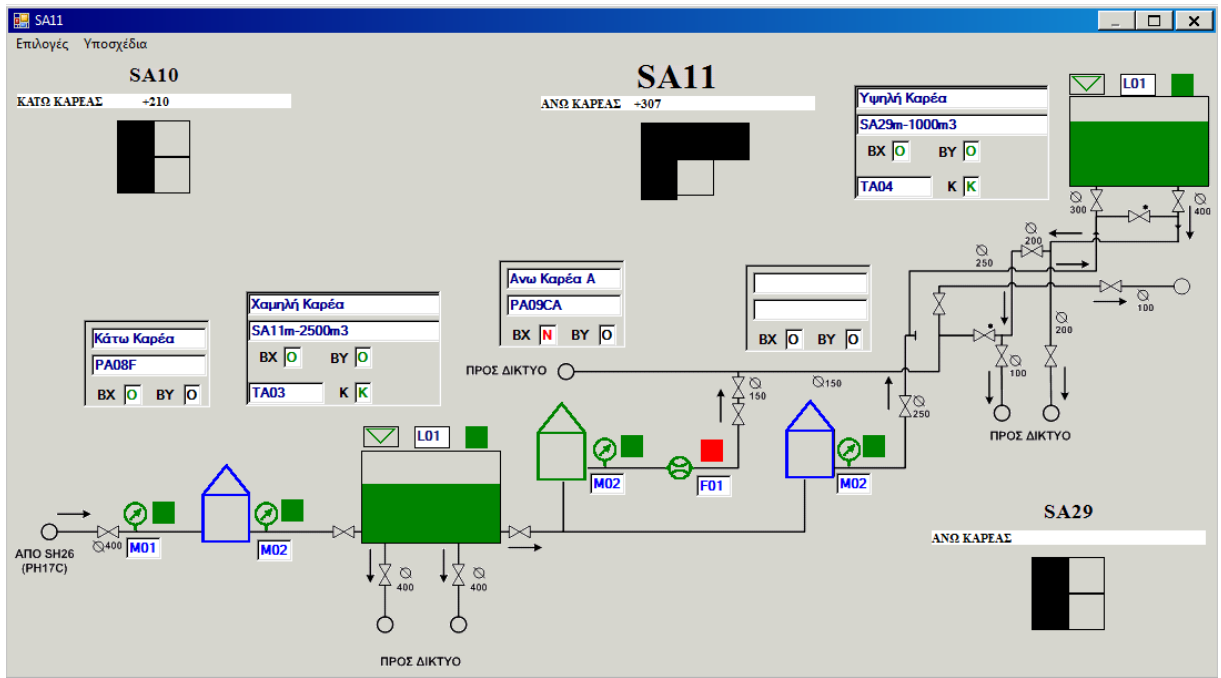 SA11
Επιλογές Υποσχέδια
SA10
ΚΑΤΩ ΚΑΡΕΑΣ +210
SA11
ΑΝΩ ΚΑΡΕΑΣ +307
Υψηλή Καρέα
SA29m-1000m3
BX O BY O
TA04 K K
L01
Ø 300
Ø 400
Ø 200
Ø 250
Ø 100
Ø 200
Ø 100
ΠΡΟΣ ΔΙΚΤΥΟ
Ανω Καρέα Α
PA09CA
BX N BY O
BX O BY O
ΠΡΟΣ ΔΙΚΤΥΟ
Ø 150
Ø150
Ø250
Χαμηλή Καρέα
SA11m-2500m3
BX O BY O
TA03 K K
Κάτω Καρέα
PA08F
BX O BY O
L01
M02
F01
M02
ΑΠΟ SH26
(PH17C)
Ø400
M01
M02
Ø 400
Ø 400
ΠΡΟΣ ΔΙΚΤΥΟ
SA29
ΑΝΩ ΚΑΡΕΑΣ